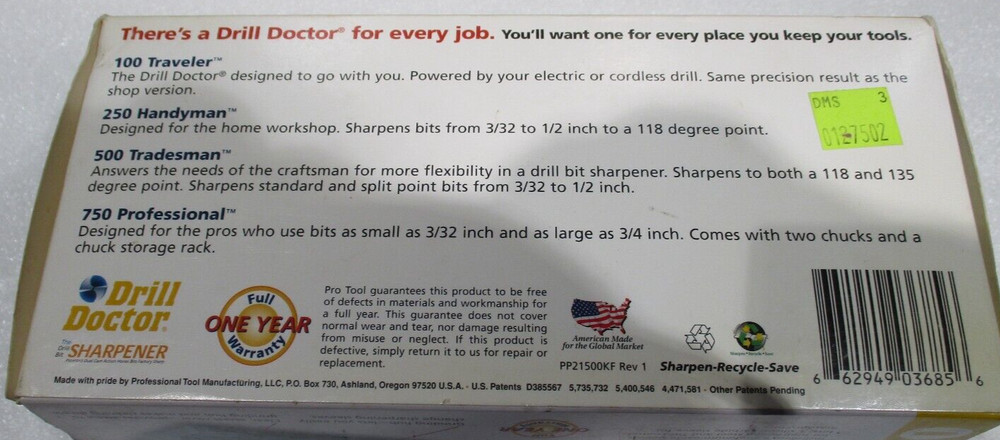 There's a Drill Doctor® for every job. You'll want one for every place you keep your tools.
100 Traveler™
The Drill Doctor® designed to go with you. Powered by your electric or cordless drill. Same precision result as the
shop version.
250 Handyman™
Designed for the home workshop. Sharpens bits from 3/32 to 1/2 inch to a 118 degree point.
DMS 3
0127502
500 Tradesman™
Answers the needs of the craftsman for more flexibility in a drill bit sharpener. Sharpens to both a 118 and 135
degree point. Sharpens standard and split point bits from 3/32 to 1/2 inch.
750 Professional™
Designed for the pros who use bits as small as 3/32 inch and as large as 3/4 inch. Comes with two chucks and a
chuck storage rack.
Drill
Doctor®
The
Drill
Bit SHARPENER
Full
ONE YEAR
Warranty
Pro Tool guarantees this product to be free
of defects in materials and workmanship for
a full year. This guarantee does not cover
normal wear and tear, nor damage resulting
from misuse or neglect. If this product is
defective, simply return it to us for repair or
replacement.
American Made
for the Global Market
PP21500KF Rev 1
Sharpen-Recycle-Save
6 62949 03685 6
Made with pride by Professional Tool Manufacturing, LLC, P.O. Box 730, Ashland, Oregon 97520 U.S.A. · U.S. Patents D385567 5,735,732 5,400,546 4,471,581 · Other Patents Pending
ONE YEAR